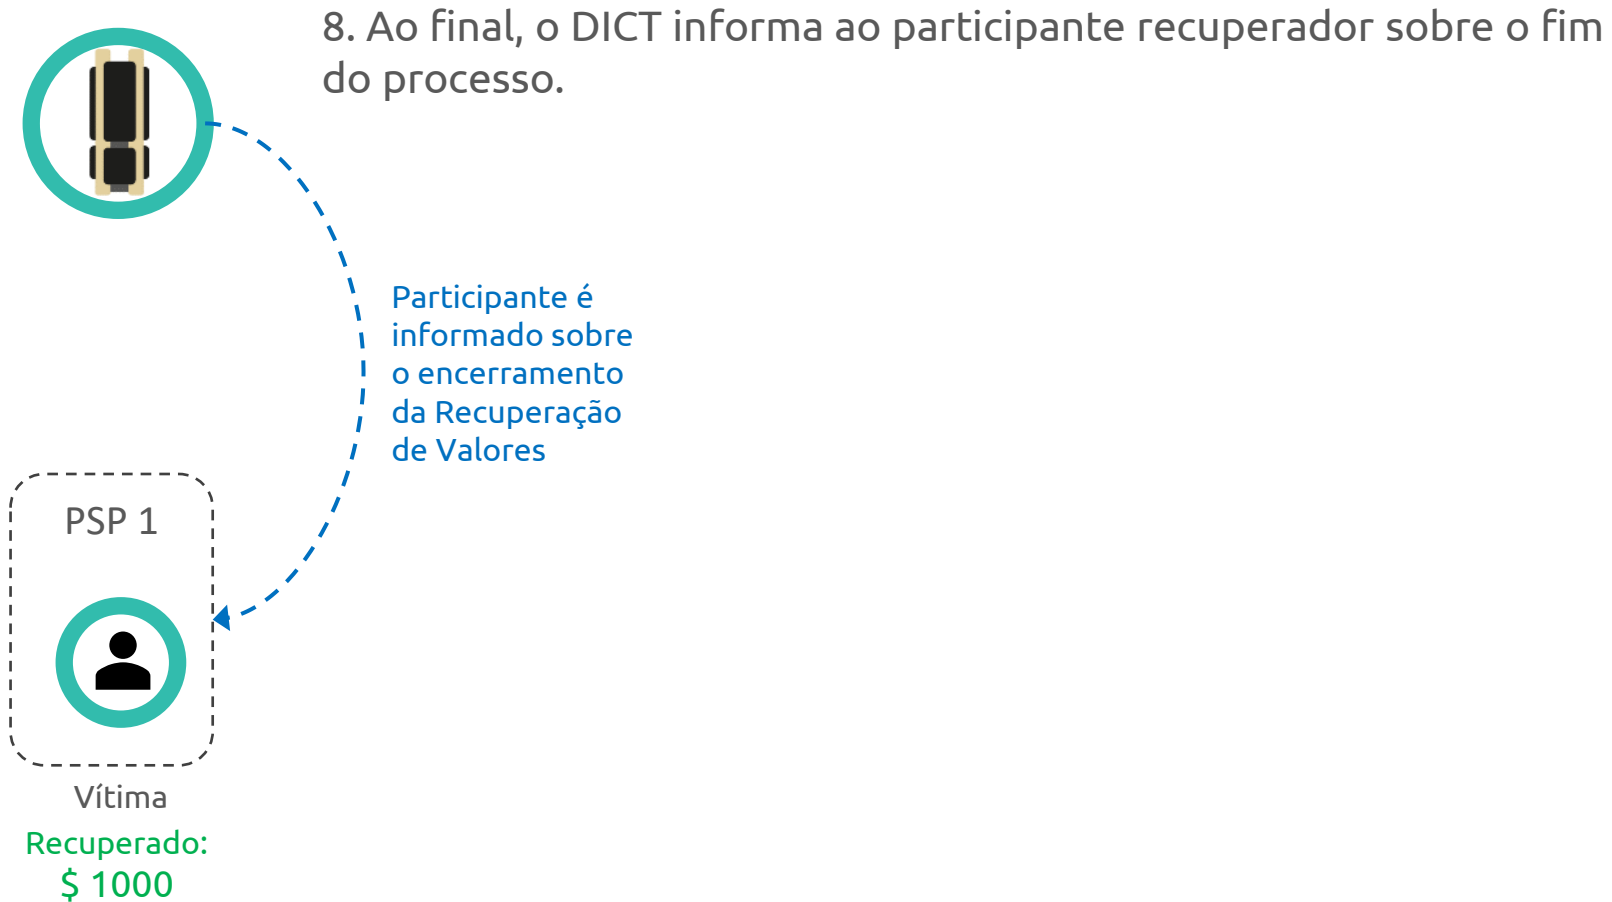 8. Ao final, o DICT informa ao participante recuperador sobre o fim
do processo.
Participante é
informado sobre
o encerramento
da Recuperação
de Valores
PSP 1
Vítima
Recuperado:
$ 1000